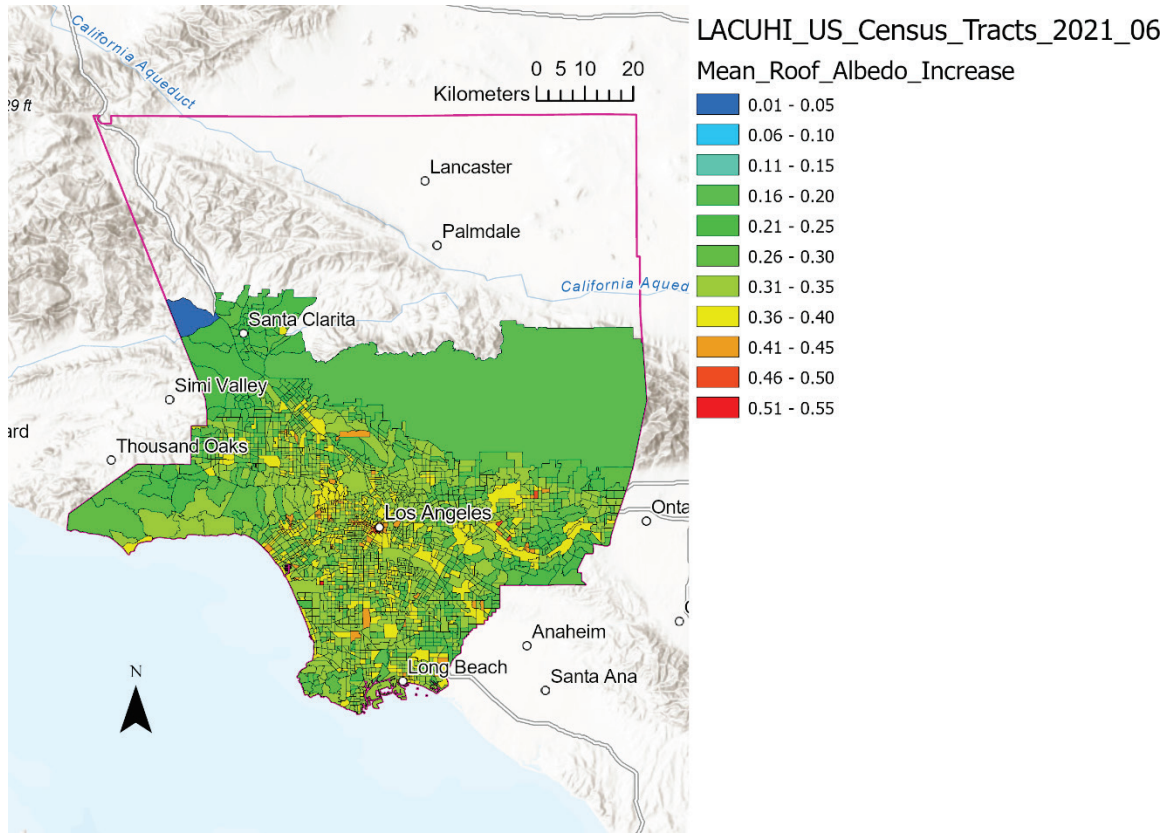 LACUHI_US_Census_Tracts_2021_06
Mean_Roof_Albedo_Increase
0.01 - 0.05
0.06 - 0.10
0.11 - 0.15
0.16 - 0.20
0.21 - 0.25
0.26 - 0.30
0.31 - 0.35
0.36 - 0.40
0.41 - 0.45
0.46 - 0.50
0.51 - 0.55
California Aqueduct
29 ft
0 5 10 20
Kilometers
Lancaster
Palmdale
California Aqued
Santa Clarita
Simi Valley
ard
Thousand Oaks
Los Angeles
Onta
Anaheim
Long Beach
Santa Ana
N